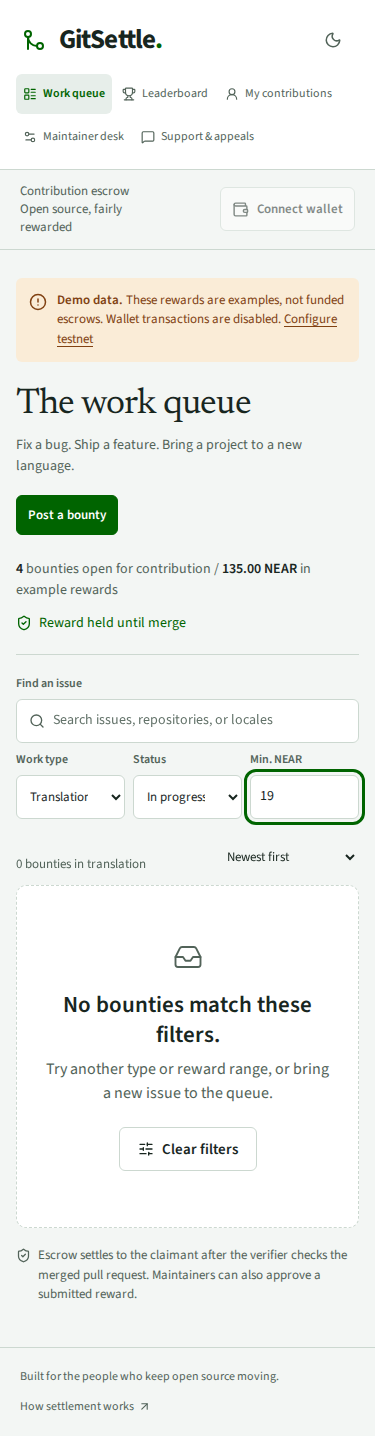 GitSettle.
Work queue
Leaderboard
My contributions
Maintainer desk
Support & appeals
Contribution escrow
Open source, fairly
rewarded
Connect wallet
Demo data. These rewards are examples, not funded
escrows. Wallet transactions are disabled. Configure
testnet
The work queue
Fix a bug. Ship a feature. Bring a project to a new
language.
Post a bounty
4 bounties open for contribution / 135.00 NEAR in
example rewards
Reward held until merge
Find an issue
Search issues, repositories, or locales
Work type
Status
Min. NEAR
Translation
In progress
19
0 bounties in translation
Newest first
No bounties match these
filters.
Try another type or reward range, or bring
a new issue to the queue.
Clear filters
Escrow settles to the claimant after the verifier checks the
merged pull request. Maintainers can also approve a
submitted reward.
Built for the people who keep open source moving.
How settlement works